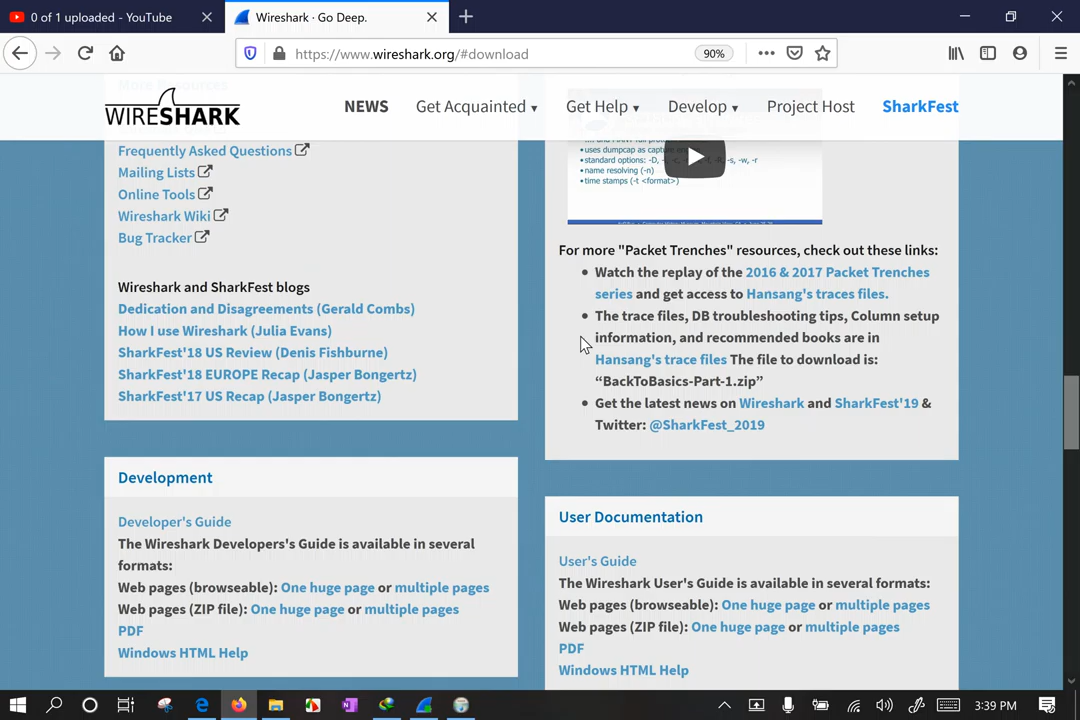 0 of 1 uploaded - YouTube
Wireshark · Go Deep.
https://www.wireshark.org/#download
90%
More Resources
WIRESHARK
NEWS
Get Acquainted
Get Help
Develop
Project Host
SharkFest
Frequently Asked Questions
Mailing Lists
Online Tools
Wireshark Wiki
Bug Tracker
Wireshark and SharkFest blogs
Dedication and Disagreements (Gerald Combs)
How I use Wireshark (Julia Evans)
SharkFest'18 US Review (Denis Fishburne)
SharkFest'18 EUROPE Recap (Jasper Bongertz)
SharkFest'17 US Recap (Jasper Bongertz)
Development
Developer's Guide
The Wireshark Developers's Guide is available in several
formats:
Web pages (browseable): One huge page or multiple pages
Web pages (ZIP file): One huge page or multiple pages
PDF
Windows HTML Help
•uses dumpcap as capture
•standard options: -D, -s, -w, -r
•name resolving (-n)
•time stamps (-t <format>)
For more "Packet Trenches" resources, check out these links:
• Watch the replay of the 2016 & 2017 Packet Trenches
series and get access to Hansang's traces files.
• The trace files, DB troubleshooting tips, Column setup
information, and recommended books are in
Hansang's trace files The file to download is:
“BackToBasics-Part-1.zip”
• Get the latest news on Wireshark and SharkFest'19 &
Twitter: @SharkFest_2019
User Documentation
User's Guide
The Wireshark User's Guide is available in several formats:
Web pages (browseable): One huge page or multiple pages
Web pages (ZIP file): One huge page or multiple pages
PDF
Windows HTML Help
3:39 PM